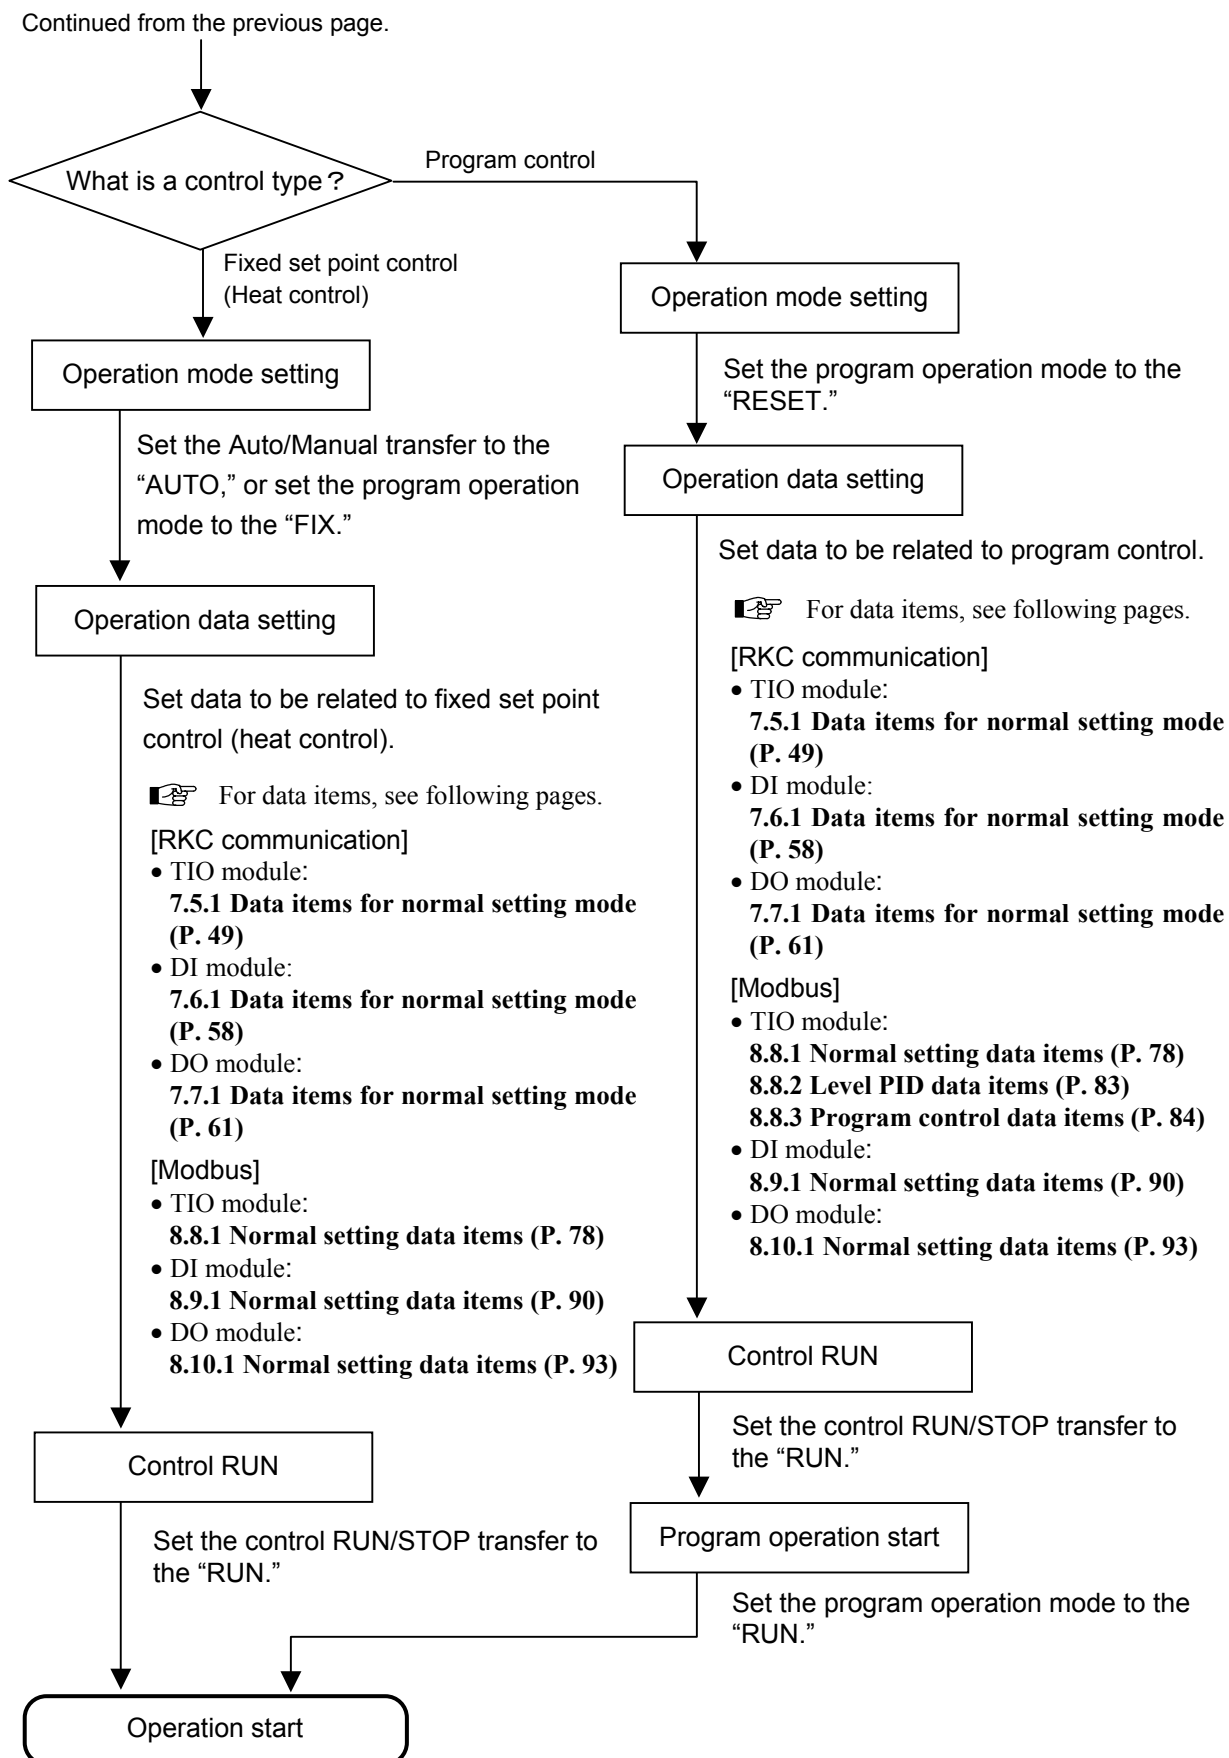 Continued from the previous page.
What is a control type?
Program control
Fixed set point control
(Heat control)
Operation mode setting
Set the Auto/Manual transfer to the
“AUTO,” or set the program operation
mode to the “FIX.”
Operation data setting
Set data to be related to fixed set point
control (heat control).
For data items, see following pages.
[RKC communication]
• TIO module:
7.5.1 Data items for normal setting mode
(P. 49)
• DI module:
7.6.1 Data items for normal setting mode
(P. 58)
• DO module:
7.7.1 Data items for normal setting mode
(P. 61)
[Modbus]
• TIO module:
8.8.1 Normal setting data items (P. 78)
• DI module:
8.9.1 Normal setting data items (P. 90)
• DO module:
8.10.1 Normal setting data items (P. 93)
Control RUN
Set the control RUN/STOP transfer to
the “RUN.”
Operation mode setting
Set the program operation mode to the
“RESET.”
Operation data setting
Set data to be related to program control.
For data items, see following pages.
[RKC communication]
• TIO module:
7.5.1 Data items for normal setting mode
(P. 49)
• DI module:
7.6.1 Data items for normal setting mode
(P. 58)
• DO module:
7.7.1 Data items for normal setting mode
(P. 61)
[Modbus]
• TIO module:
8.8.1 Normal setting data items (P. 78)
8.8.2 Level PID data items (P. 83)
8.8.3 Program control data items (P. 84)
• DI module:
8.9.1 Normal setting data items (P. 90)
• DO module:
8.10.1 Normal setting data items (P. 93)
Control RUN
Set the control RUN/STOP transfer to
the “RUN.”
Program operation start
Set the program operation mode to the
“RUN.”
Operation start